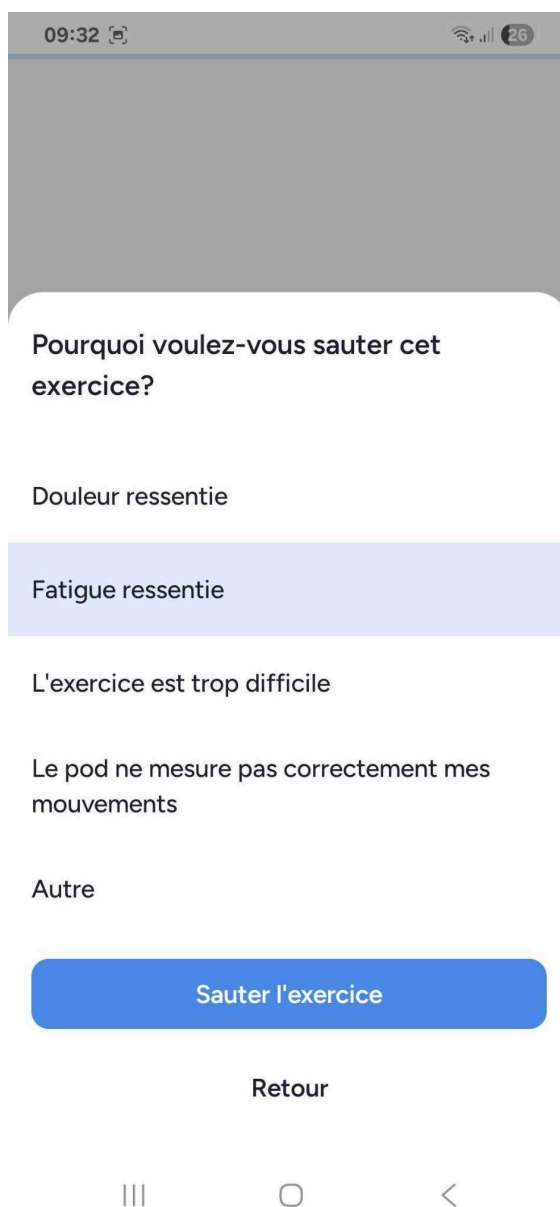 09:32
26
Pourquoi voulez-vous sauter cet
exercice?
Douleur ressentie
Fatigue ressentie
L'exercice est trop difficile
Le pod ne mesure pas correctement mes
mouvements
Autre
Sauter l'exercice
Retour